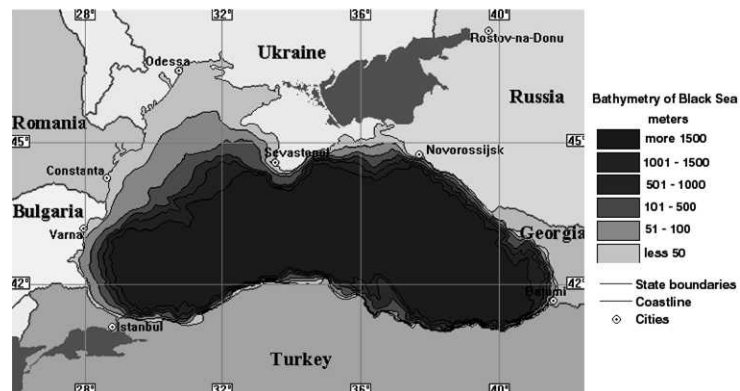 28° 32° 36° 40°
Rostov-na-Donu
Ukraine
Odessa
Russia
Romania
45° 45°
Sevastopol
Novorossijsk
Constanta
Bulgaria
Varna
Georgia
42° 42°
Batumi
Istanbul
Turkey
28° 32° 36° 40°
Bathymetry of Black Sea
meters
more 1500
1001 - 1500
501 - 1000
101 - 500
51 - 100
less 50
State boundaries
Coastline
Cities